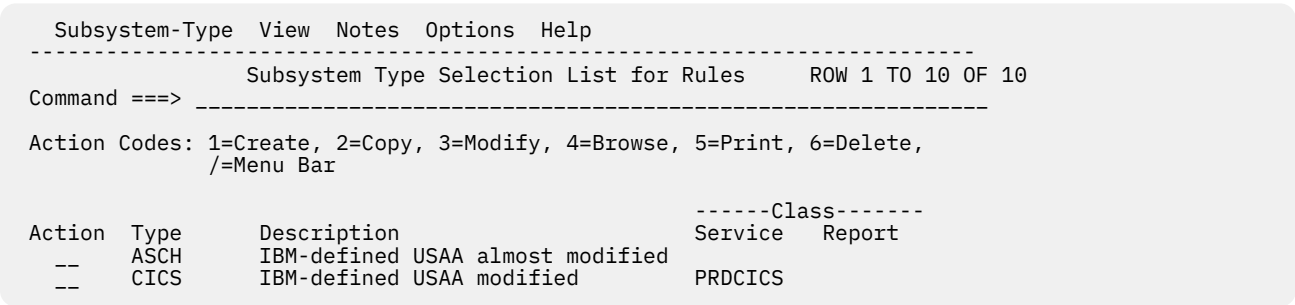 Subsystem-Type  View  Notes  Options  Help
--------------------------------------------------------------------------
Subsystem Type Selection List for Rules     ROW 1 TO 10 OF 10
Command ===> ______________________________________________________________
Action Codes: 1=Create, 2=Copy, 3=Modify, 4=Browse, 5=Print, 6=Delete,
/=Menu Bar
------Class-------
Action  Type      Description                       Service   Report
__    ASCH      IBM-defined USAA almost modified
__    CICS      IBM-defined USAA modified         PRDCICS